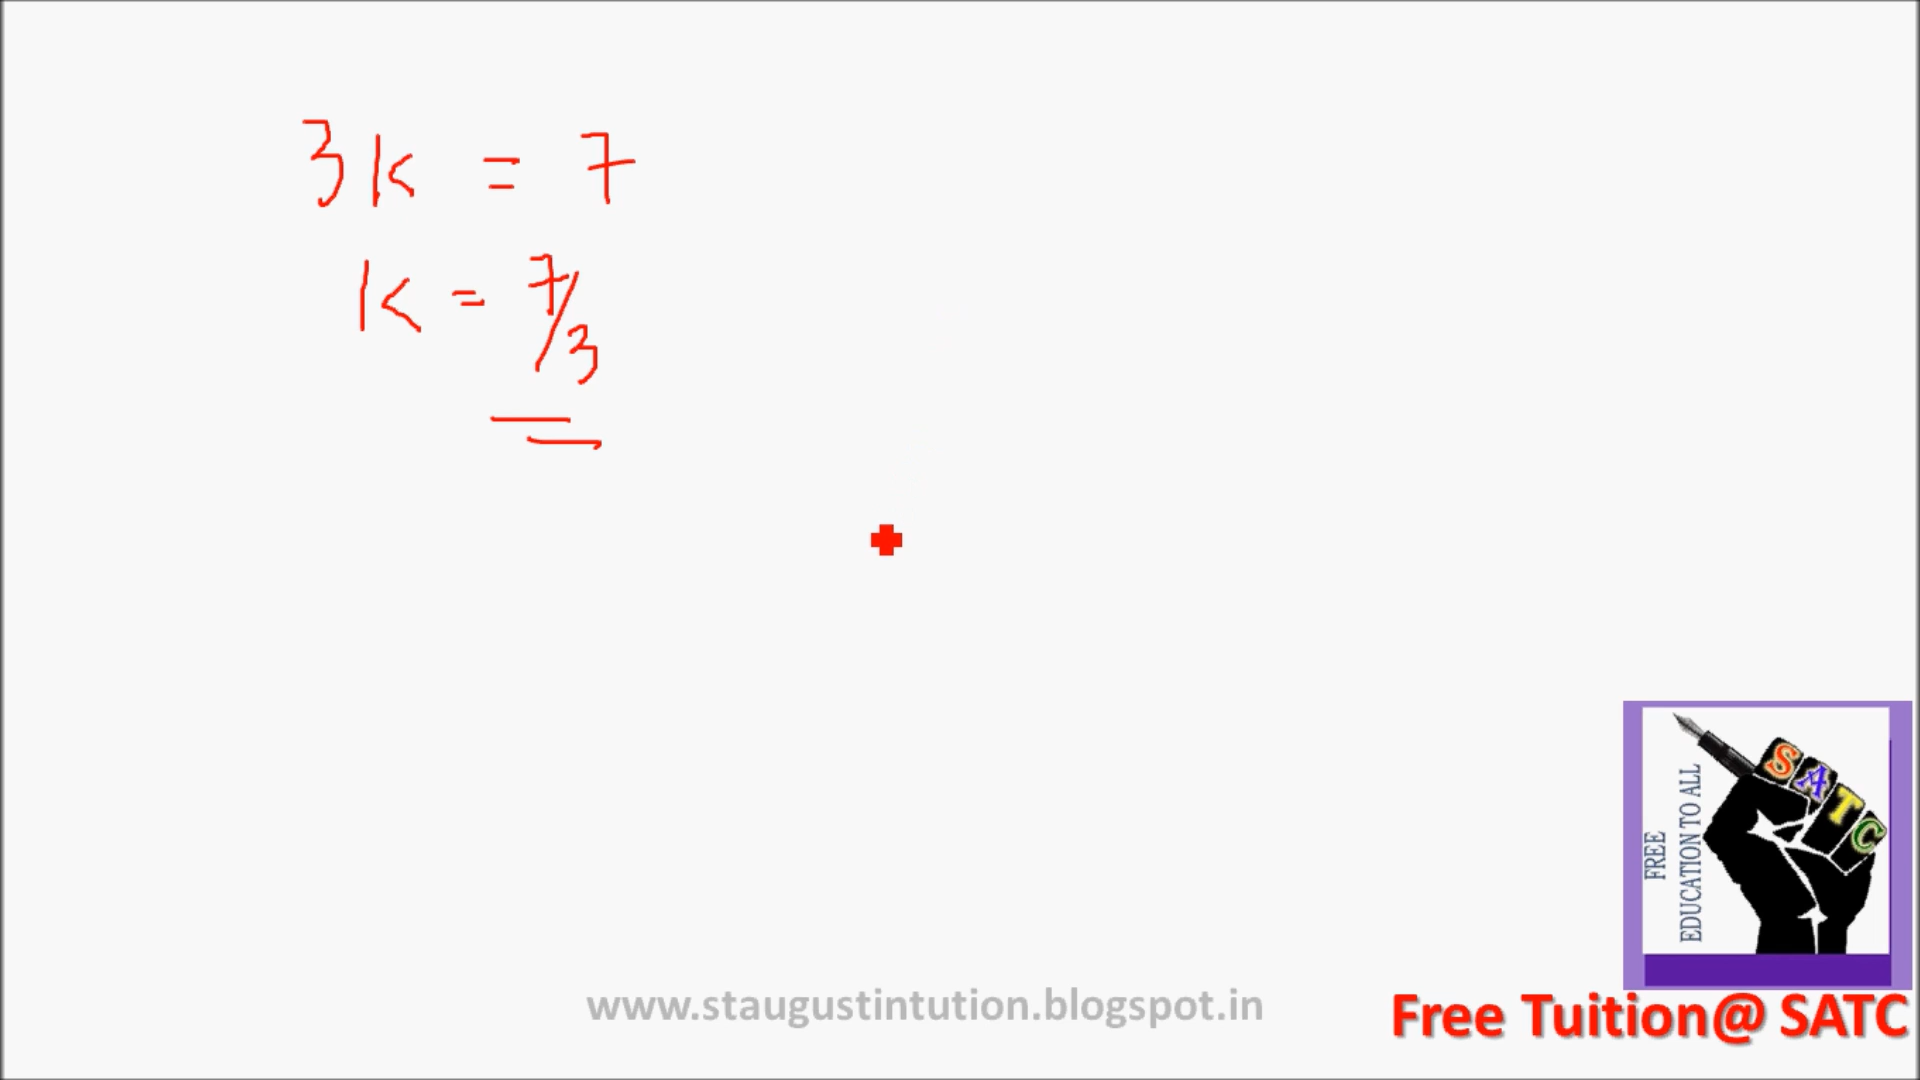 3k = 7
k = 7/3
SATC
FREE
EDUCATION TO ALL
www.staugustintution.blogspot.in
Free Tuition@ SATC